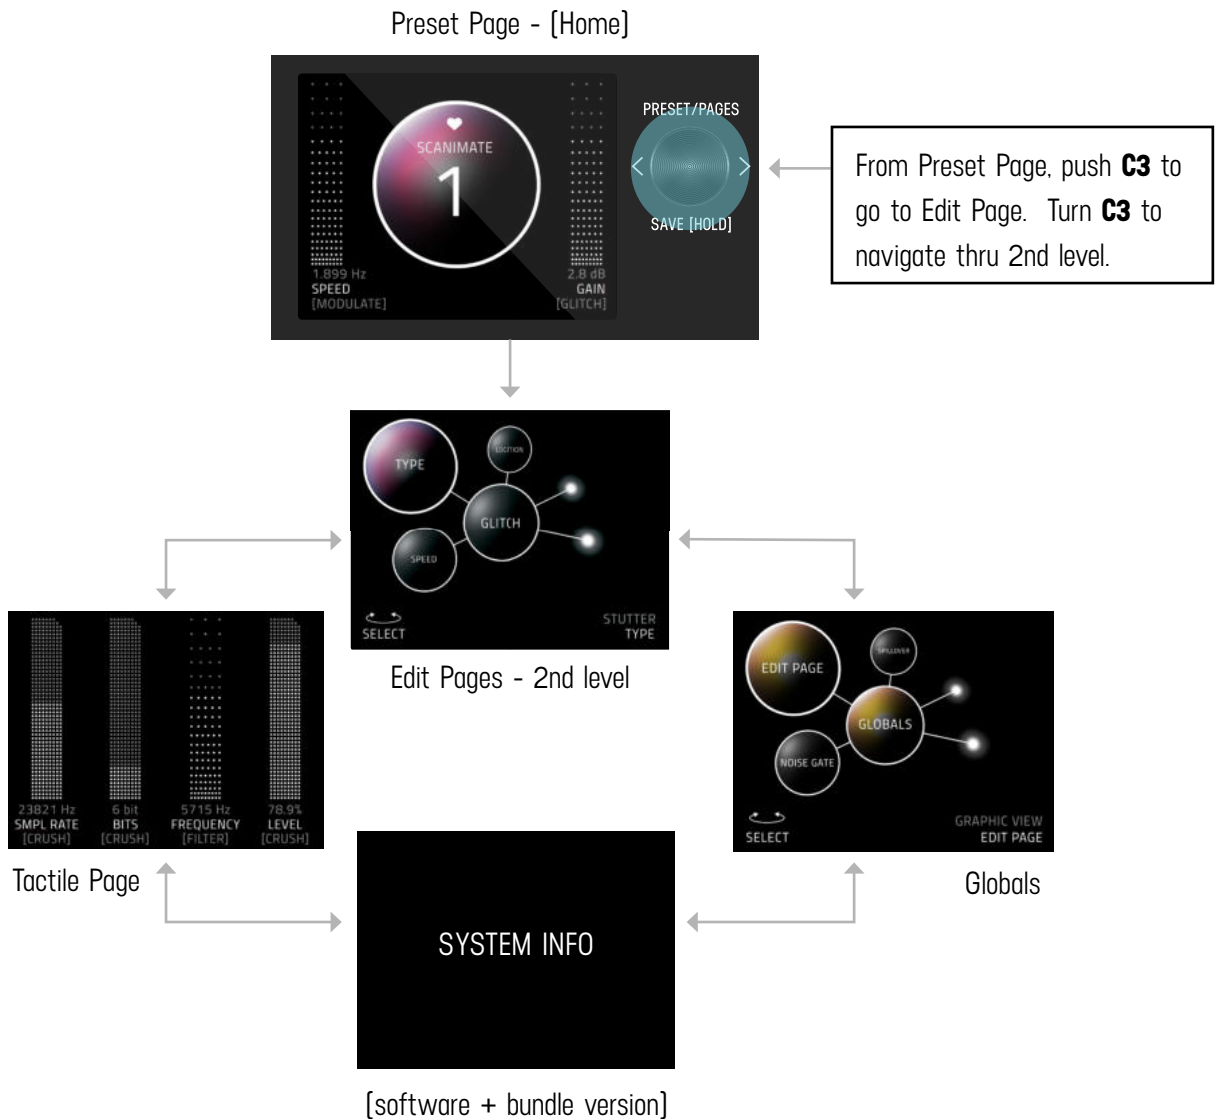 Preset Page - [Home]
SCANIMATE
1
1.899 Hz
SPEED
[MODULATE]
2.8 dB
GAIN
[GLITCH]
PRESET/PAGES
< >
SAVE [HOLD]
From Preset Page, push C3 to
go to Edit Page. Turn C3 to
navigate thru 2nd level.
TYPE
LOCATION
GLITCH
SPEED
SELECT
STUTTER
TYPE
Edit Pages - 2nd level
23821 Hz
SMPL RATE
[CRUSH]
6 bit
BITS
[CRUSH]
5715 Hz
FREQUENCY
[FILTER]
78.9%
LEVEL
[CRUSH]
Tactile Page
EDIT PAGE
SPILLOVER
GLOBALS
NOISE GATE
SELECT
GRAPHIC VIEW
EDIT PAGE
Globals
SYSTEM INFO
[software + bundle version]